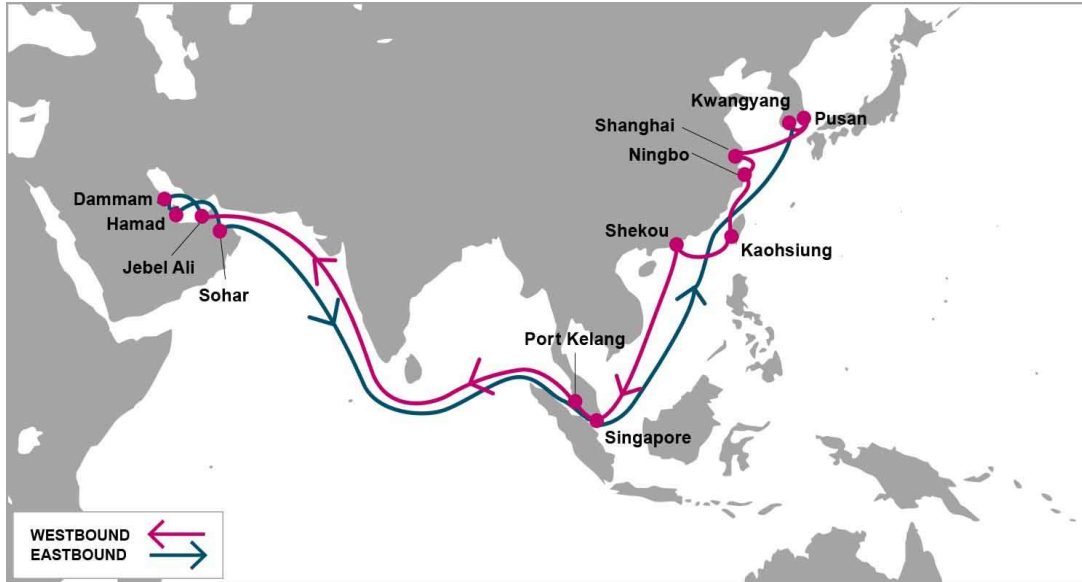 Kwangyang
Pusan
Shanghai
Ningbo
Dammam
Hamad
Shekou
Kaohsiung
Jebel Ali
Sohar
Port Kelang
Singapore
WESTBOUND
EASTBOUND